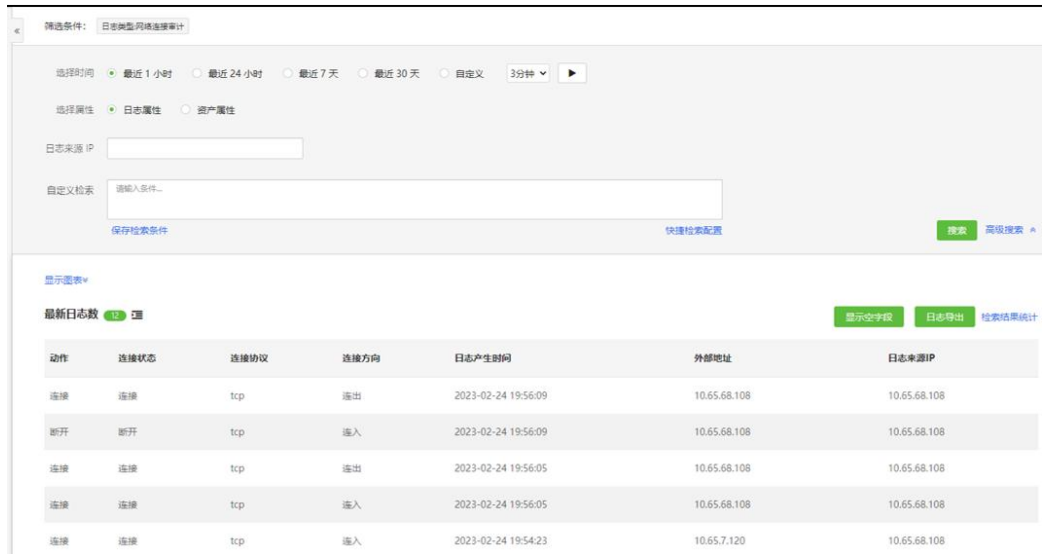 «
筛选条件： 日志类型:网络连接审计
选择时间 最近 1 小时 最近 24 小时 最近 7 天 最近 30 天 自定义 3分钟
选择属性 日志属性 资产属性
日志来源 IP
自定义检索 请输入条件...
保存检索条件 快捷检索配置 搜索 高级搜索
显示图表
最新日志数 12 显示空字段 日志导出 检索结果统计
动作 连接状态 连接协议 连接方向 日志产生时间 外部地址 日志来源IP
连接 连接 tcp 连出 2023-02-24 19:56:09 10.65.68.108 10.65.68.108
断开 断开 tcp 连入 2023-02-24 19:56:09 10.65.68.108 10.65.68.108
连接 连接 tcp 连出 2023-02-24 19:56:05 10.65.68.108 10.65.68.108
连接 连接 tcp 连入 2023-02-24 19:56:05 10.65.68.108 10.65.68.108
连接 连接 tcp 连入 2023-02-24 19:54:23 10.65.7.120 10.65.68.108